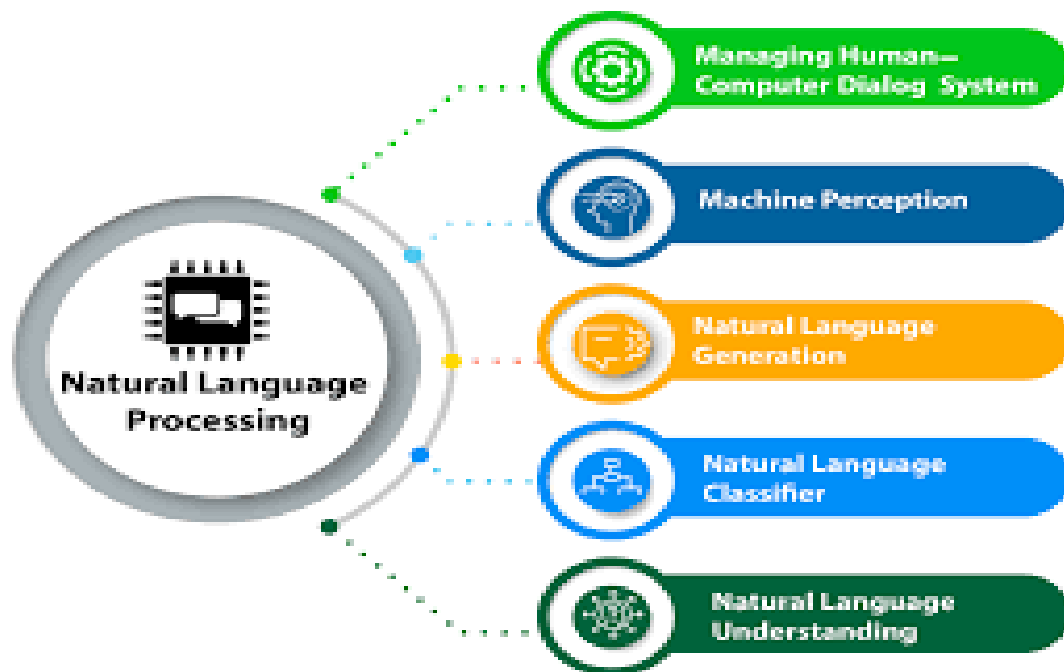 Natural Language
Processing
Managing Human–
Computer Dialog System
Machine Perception
Natural Language
Generation
Natural Language
Classifier
Natural Language
Understanding